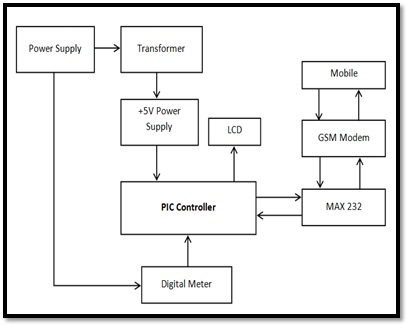 Power Supply
Transformer
Mobile
+5V Power
Supply
LCD
GSM Modem
PIC Controller
MAX 232
Digital Meter